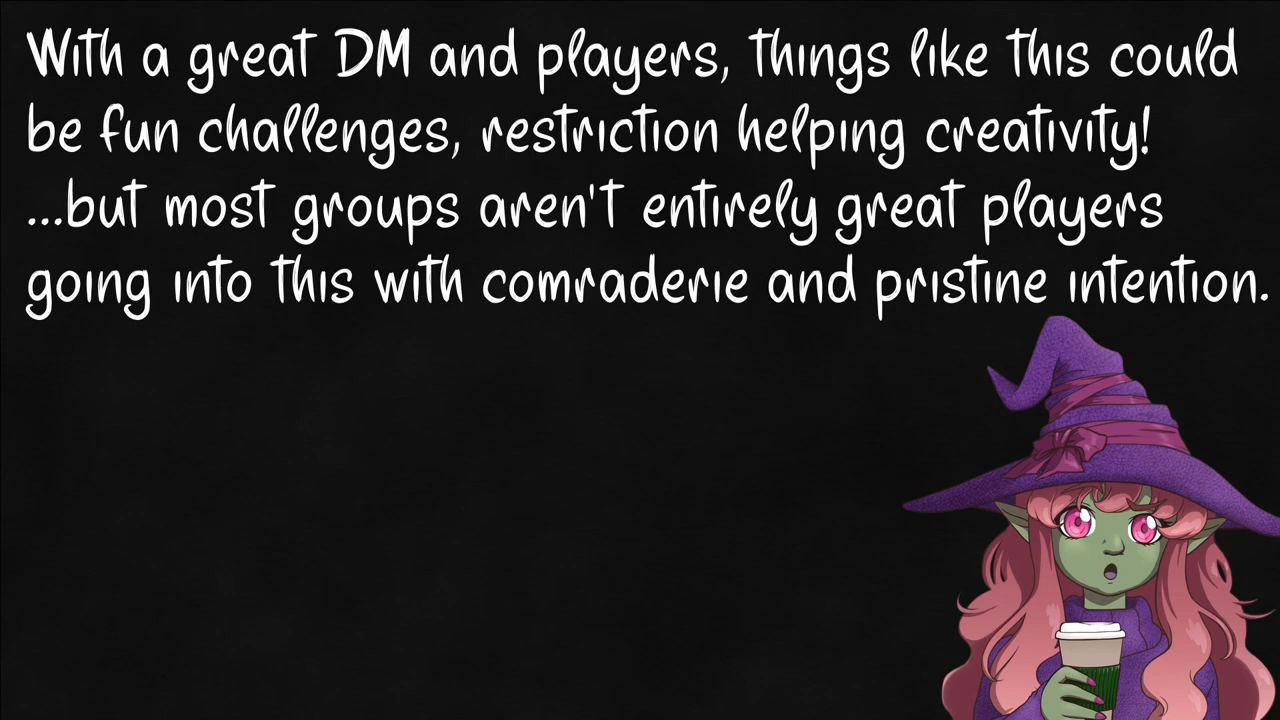 With a great DM and players, things like this could
be fun challenges, restriction helping creativity!
...but most groups aren't entirely great players
going into this with comraderie and pristine intention.